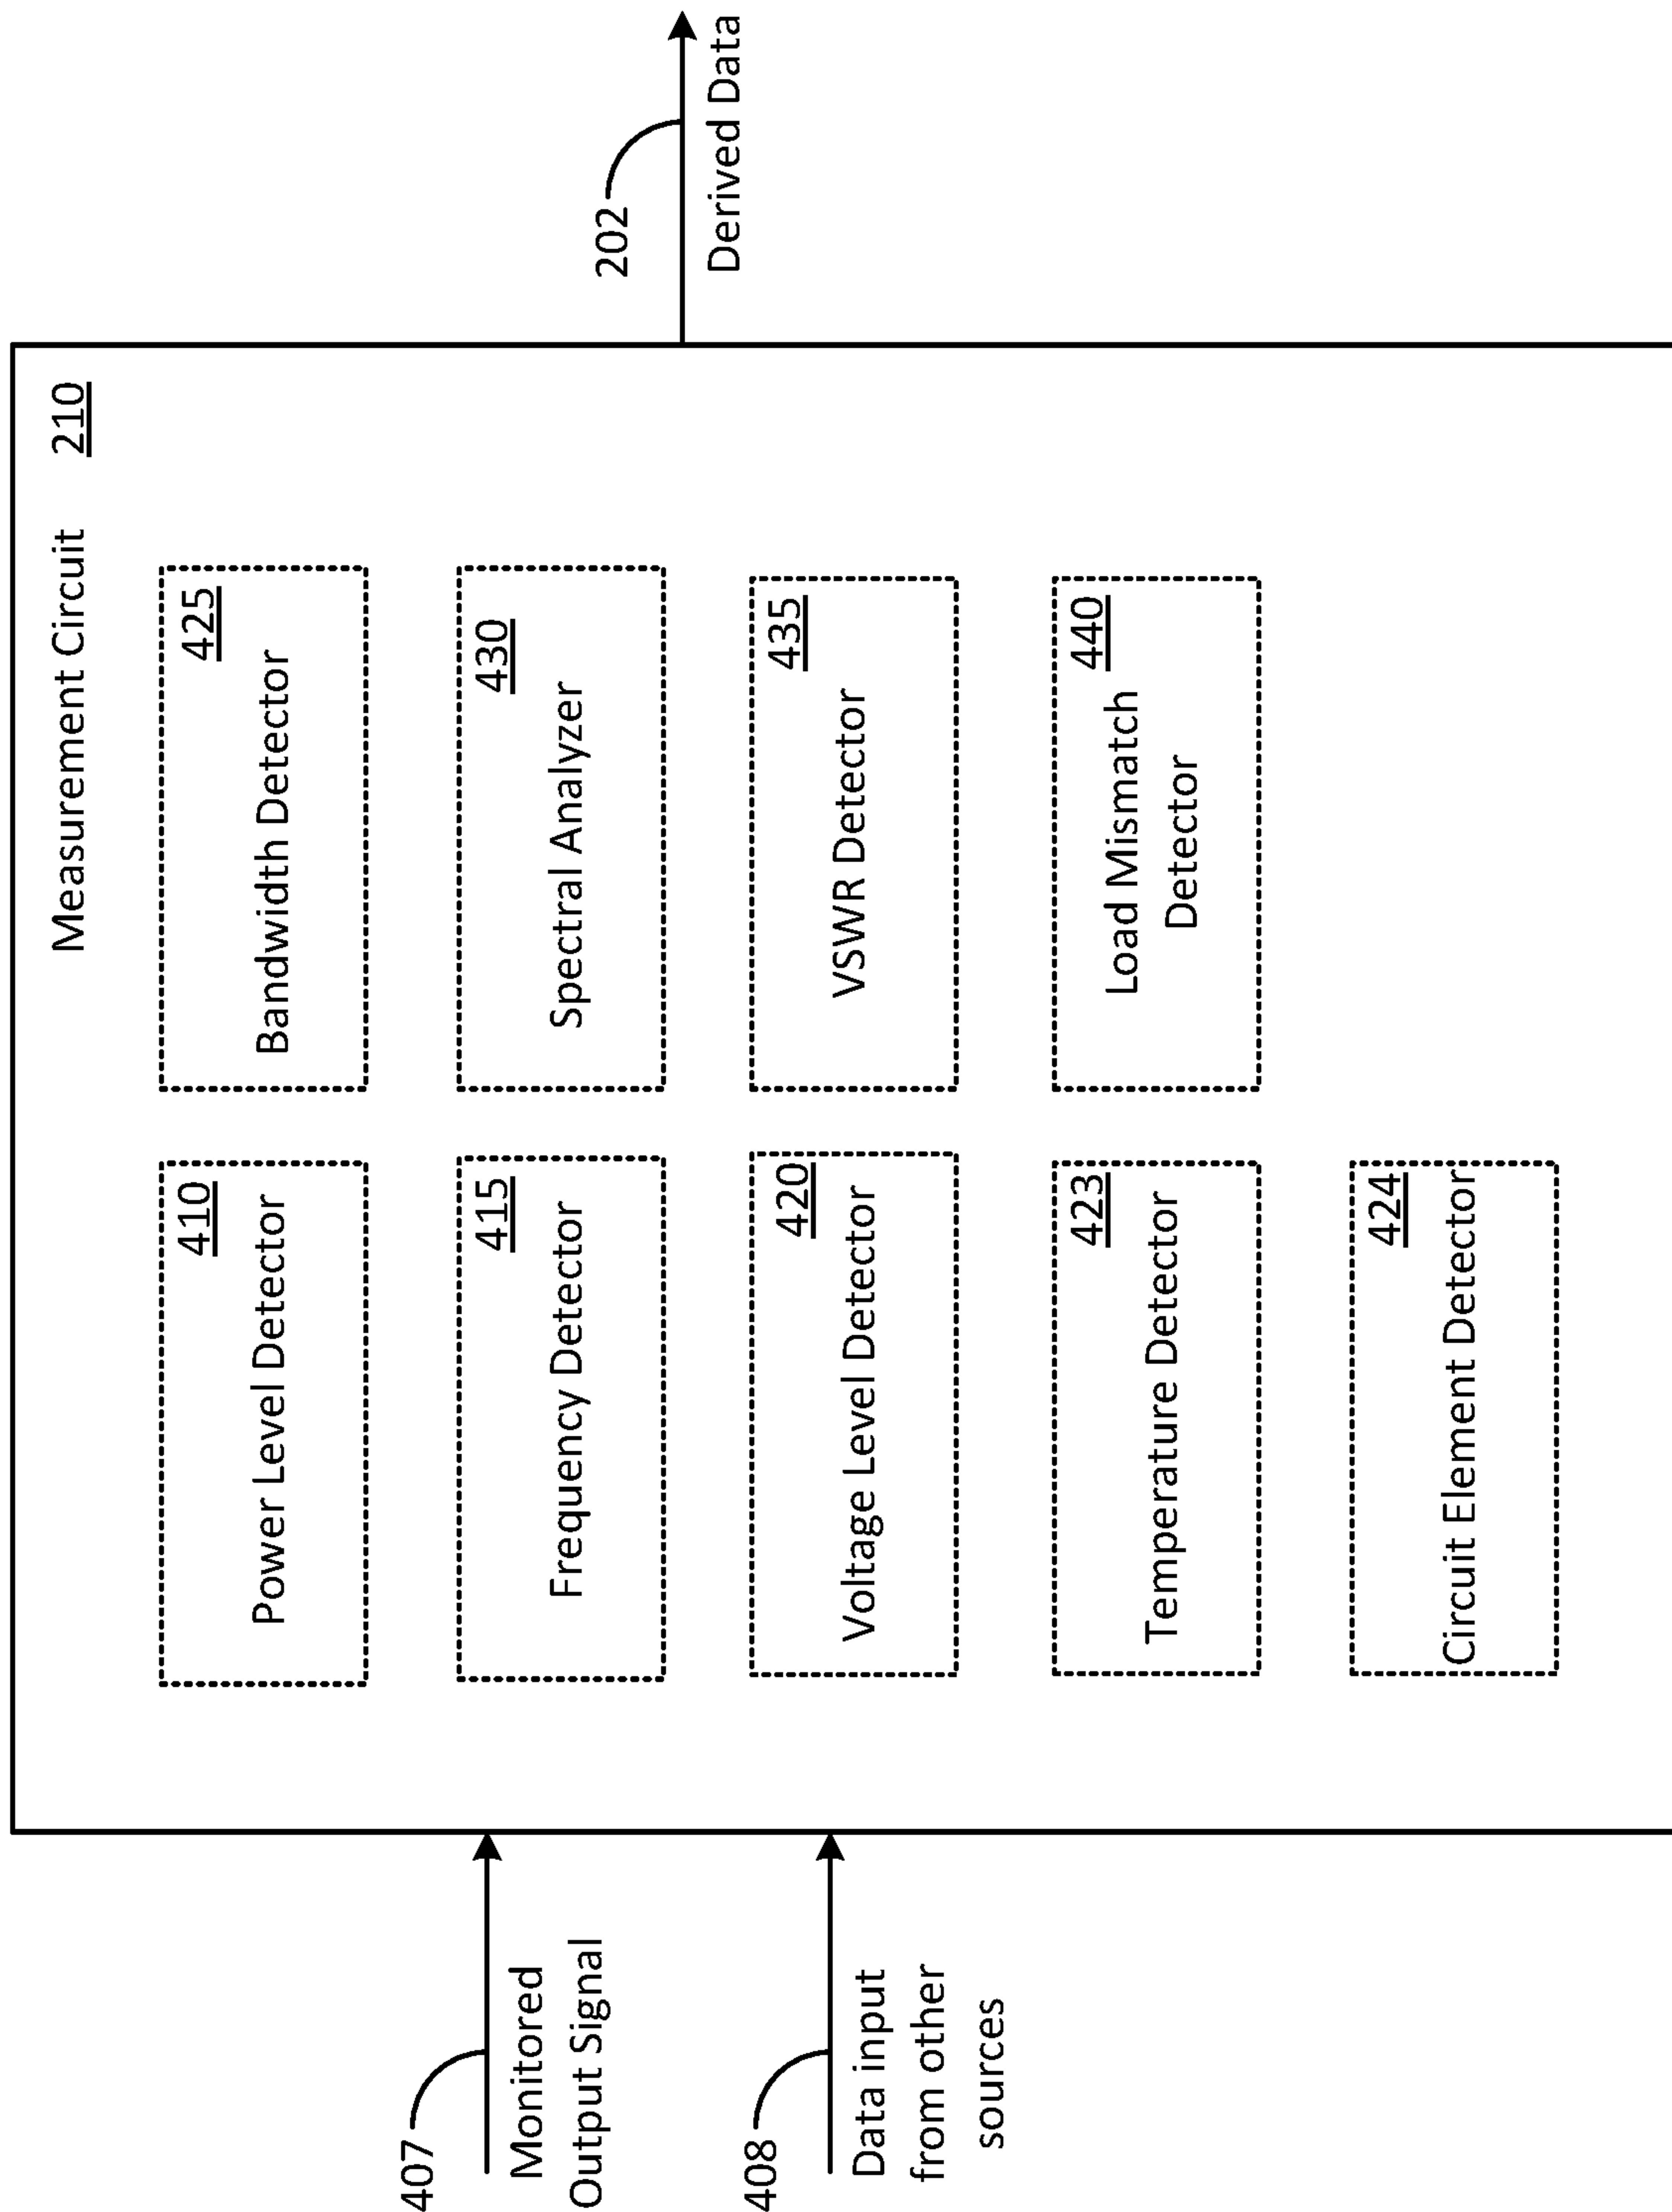 Measurement Circuit 210
410
Power Level Detector
425
Bandwidth Detector
407
Monitored
Output Signal
415
Frequency Detector
430
Spectral Analyzer
202
Derived Data
408
Data input
from other
sources
420
Voltage Level Detector
435
VSWR Detector
423
Temperature Detector
440
Load Mismatch
Detector
424
Circuit Element Detector